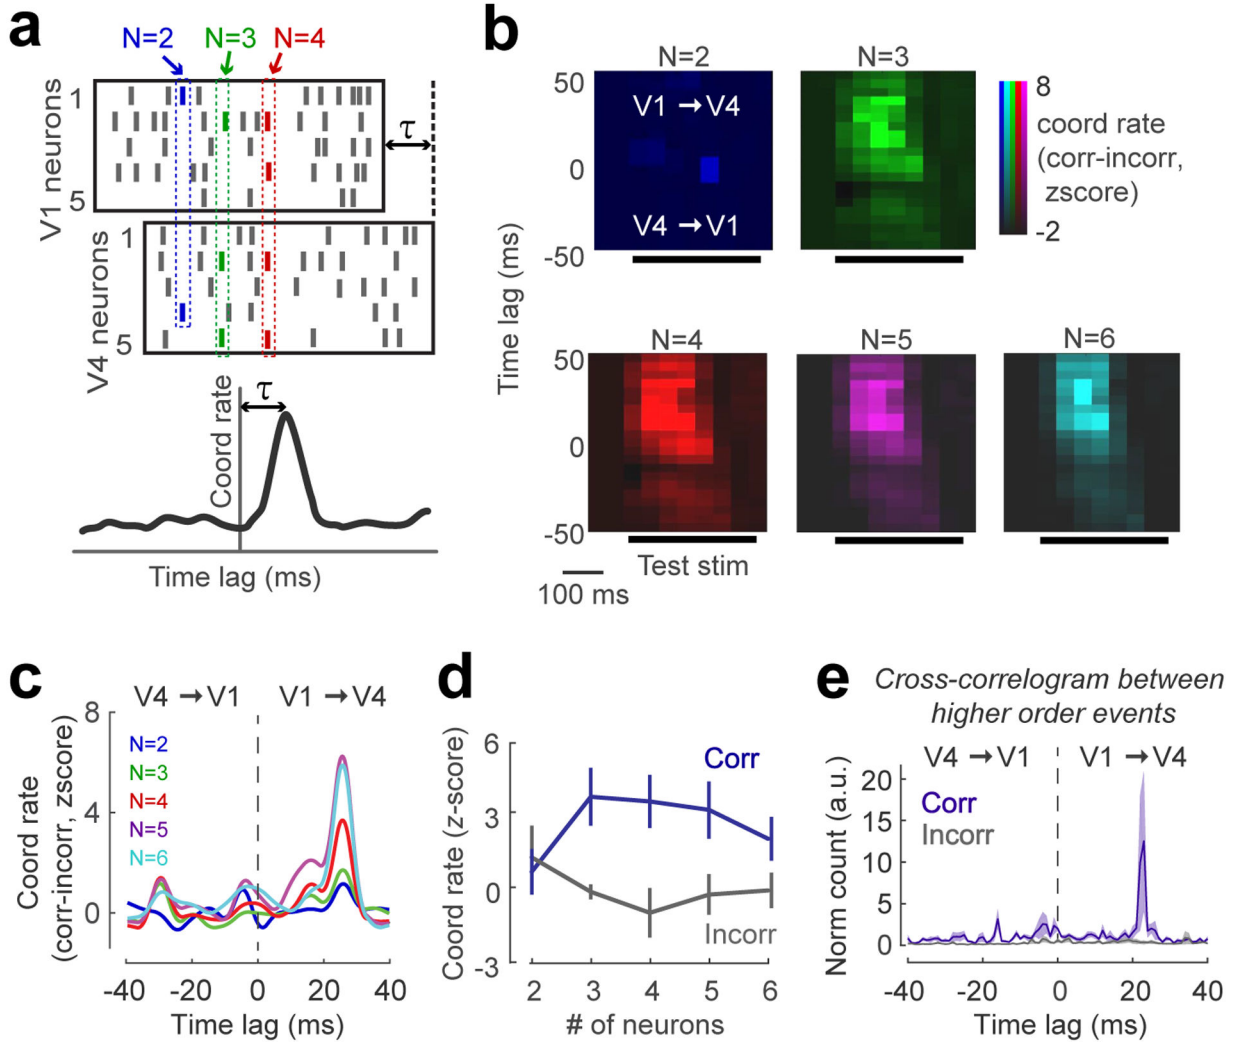 a
N=2 N=3 N=4
V1 neurons
1
5
τ
V4 neurons
1
5
Coord rate
τ
Time lag (ms)
b
N=2 N=3
50
0
-50
V1 → V4
V4 → V1
8
-2
coord rate
(corr-incorr,
zscore)
Time lag (ms)
N=4 N=5 N=6
50
0
-50
Test stim
100 ms
c
V4 → V1 V1 → V4
Coord rate
(corr-incorr, zscore)
8
4
0
N=2
N=3
N=4
N=5
N=6
-40 -20 0 20 40
Time lag (ms)
d
Coord rate (z-score)
6
3
0
-3
Corr
Incorr
2 3 4 5 6
# of neurons
e
Cross-correlogram between
higher order events
V4 → V1 V1 → V4
Norm count (a.u.)
20
15
10
5
0
Corr
Incorr
-40 -20 0 20 40
Time lag (ms)